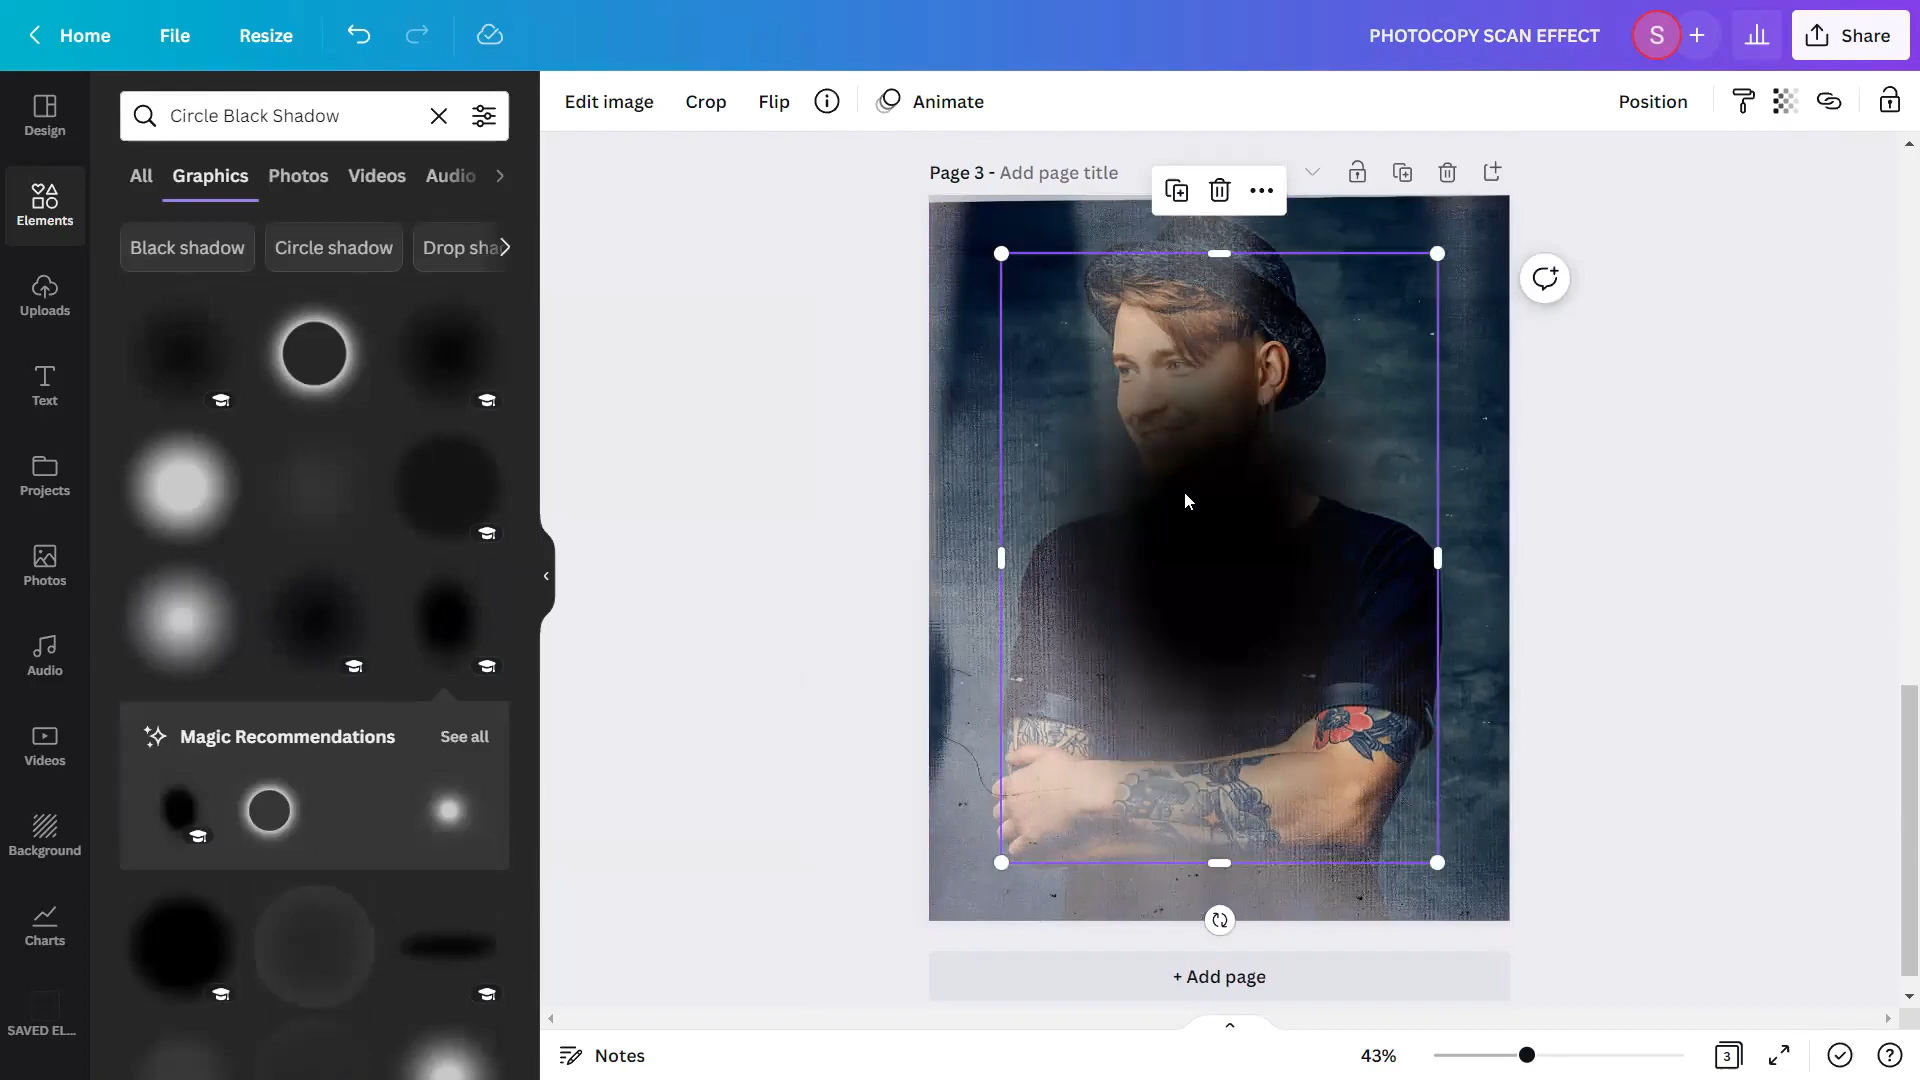 Home
File
Resize
PHOTOCOPY SCAN EFFECT
S
Share
Design
Elements
Uploads
Text
Projects
Photos
Audio
Videos
Background
Charts
SAVED EL...
Circle Black Shadow
All
Graphics
Photos
Videos
Audio
Black shadow
Circle shadow
Drop sha
Magic Recommendations
See all
Edit image
Crop
Flip
Animate
Position
Page 3 - Add page title
+ Add page
Notes
43%
3